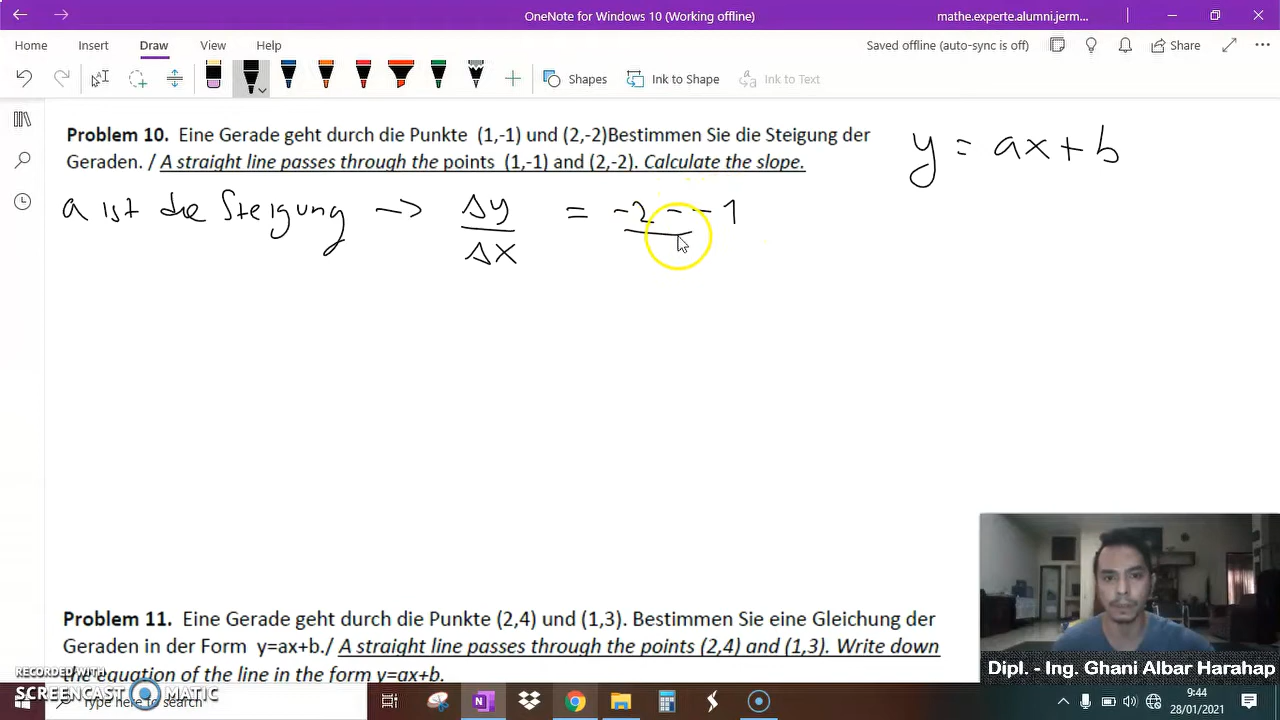 OneNote for Windows 10 (Working offline)
mathe.experte.alumni.jerm...
Home Insert Draw View Help
Saved offline (auto-sync is off)
Share
Shapes
Ink to Shape
Ink to Text
Problem 10. Eine Gerade geht durch die Punkte (1,-1) und (2,-2)Bestimmen Sie die Steigung der
Geraden. / A straight line passes through the points (1,-1) and (2,-2). Calculate the slope.
y = ax + b
a ist die Steigung -> Δy = -2 - - 1
Δx
Problem 11. Eine Gerade geht durch die Punkte (2,4) und (1,3). Bestimmen Sie eine Gleichung der
Geraden in der Form y=ax+b./ A straight line passes through the points (2,4) and (1,3). Write down
the equation of the line in the form y=ax+b.
Dipl. - Ing. Ghani Albar Harahap
RECORDED WITH
SCREENCAST MATIC
Type here to search
9:44
28/01/2021